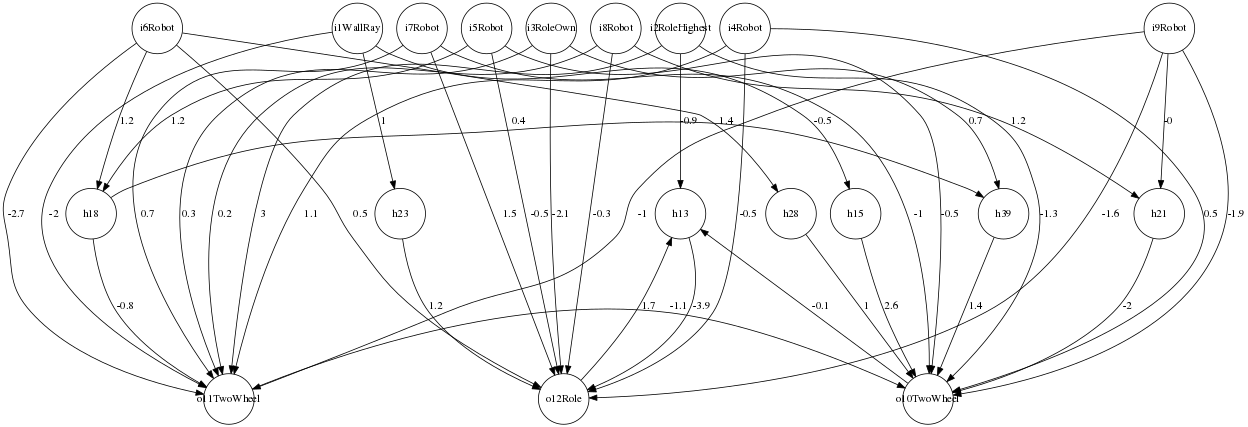 i6Robot i1WallRay i7Robot i5Robot i3RoleOwn i8Robot i2RoleHighest i4Robot i9Robot
1.2 1.2 1 0.4 -0.9 1.4 -0.5 0.7 1.2 -0
-2.7 -2 h18 0.7 0.3 0.2 3 1.1 0.5 h23 1.5 -0.5 -2.1 -0.3 -1 h13 -0.5 h28 h15 -1 -0.5 h39 -1.3 -1.6 h21 0.5 -1.9
-0.8 1.2 1.7 -1.1 -3.9 -0.1 1 2.6 1.4 -2
o11TwoWheel o12Role o10TwoWheel